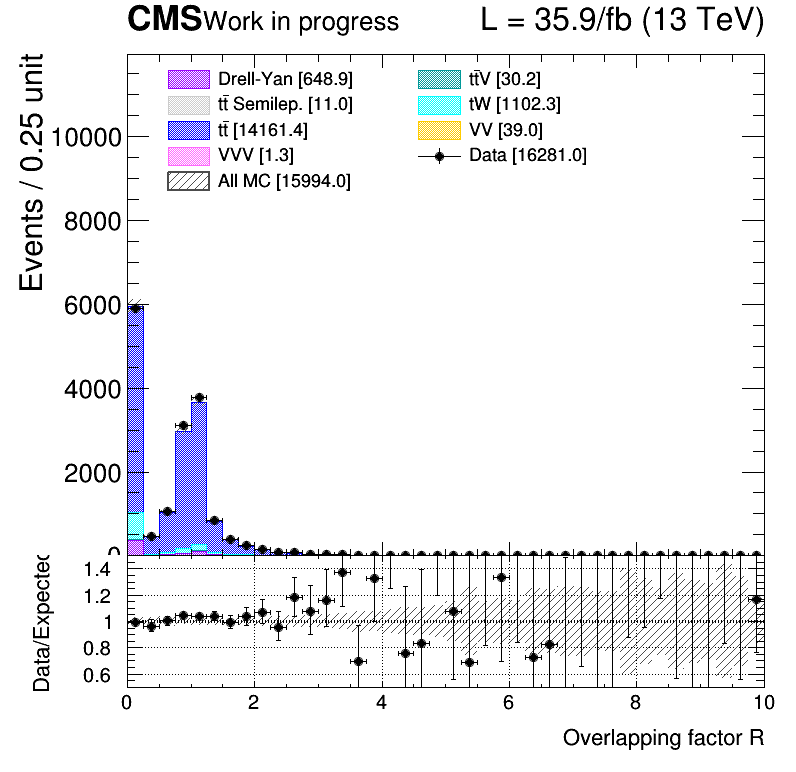 CMS Work in progress L = 35.9/fb (13 TeV)
Drell-Yan [648.9] tt̄V [30.2]
tt̄ Semilep. [11.0] tW [1102.3]
tt̄ [14161.4] VV [39.0]
VVV [1.3] Data [16281.0]
All MC [15994.0]
Events / 0.25 unit
10000
8000
6000
4000
2000
0
Data/Expected
1.4
1.2
1
0.8
0.6
0 2 4 6 8 10
Overlapping factor R